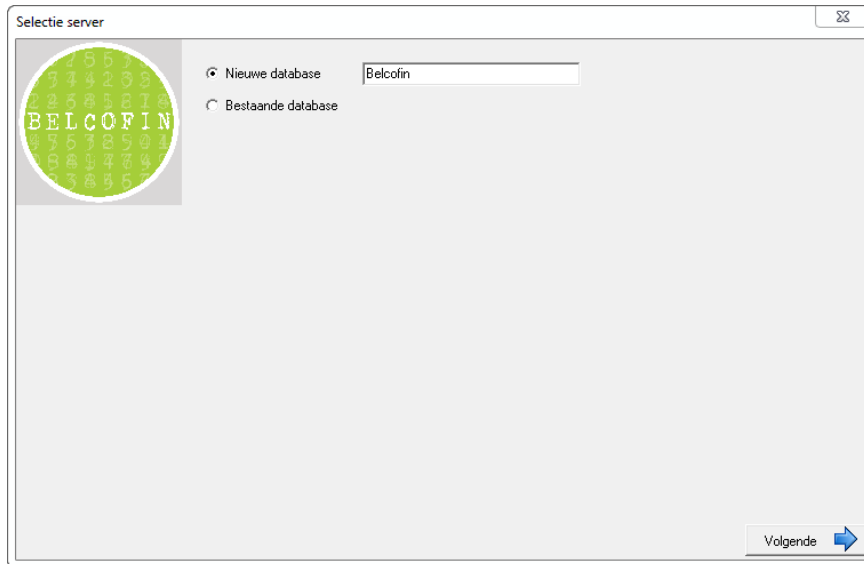 Selectie server
BELCOFIN
Nieuwe database
Belcofin
Bestaande database
Volgende